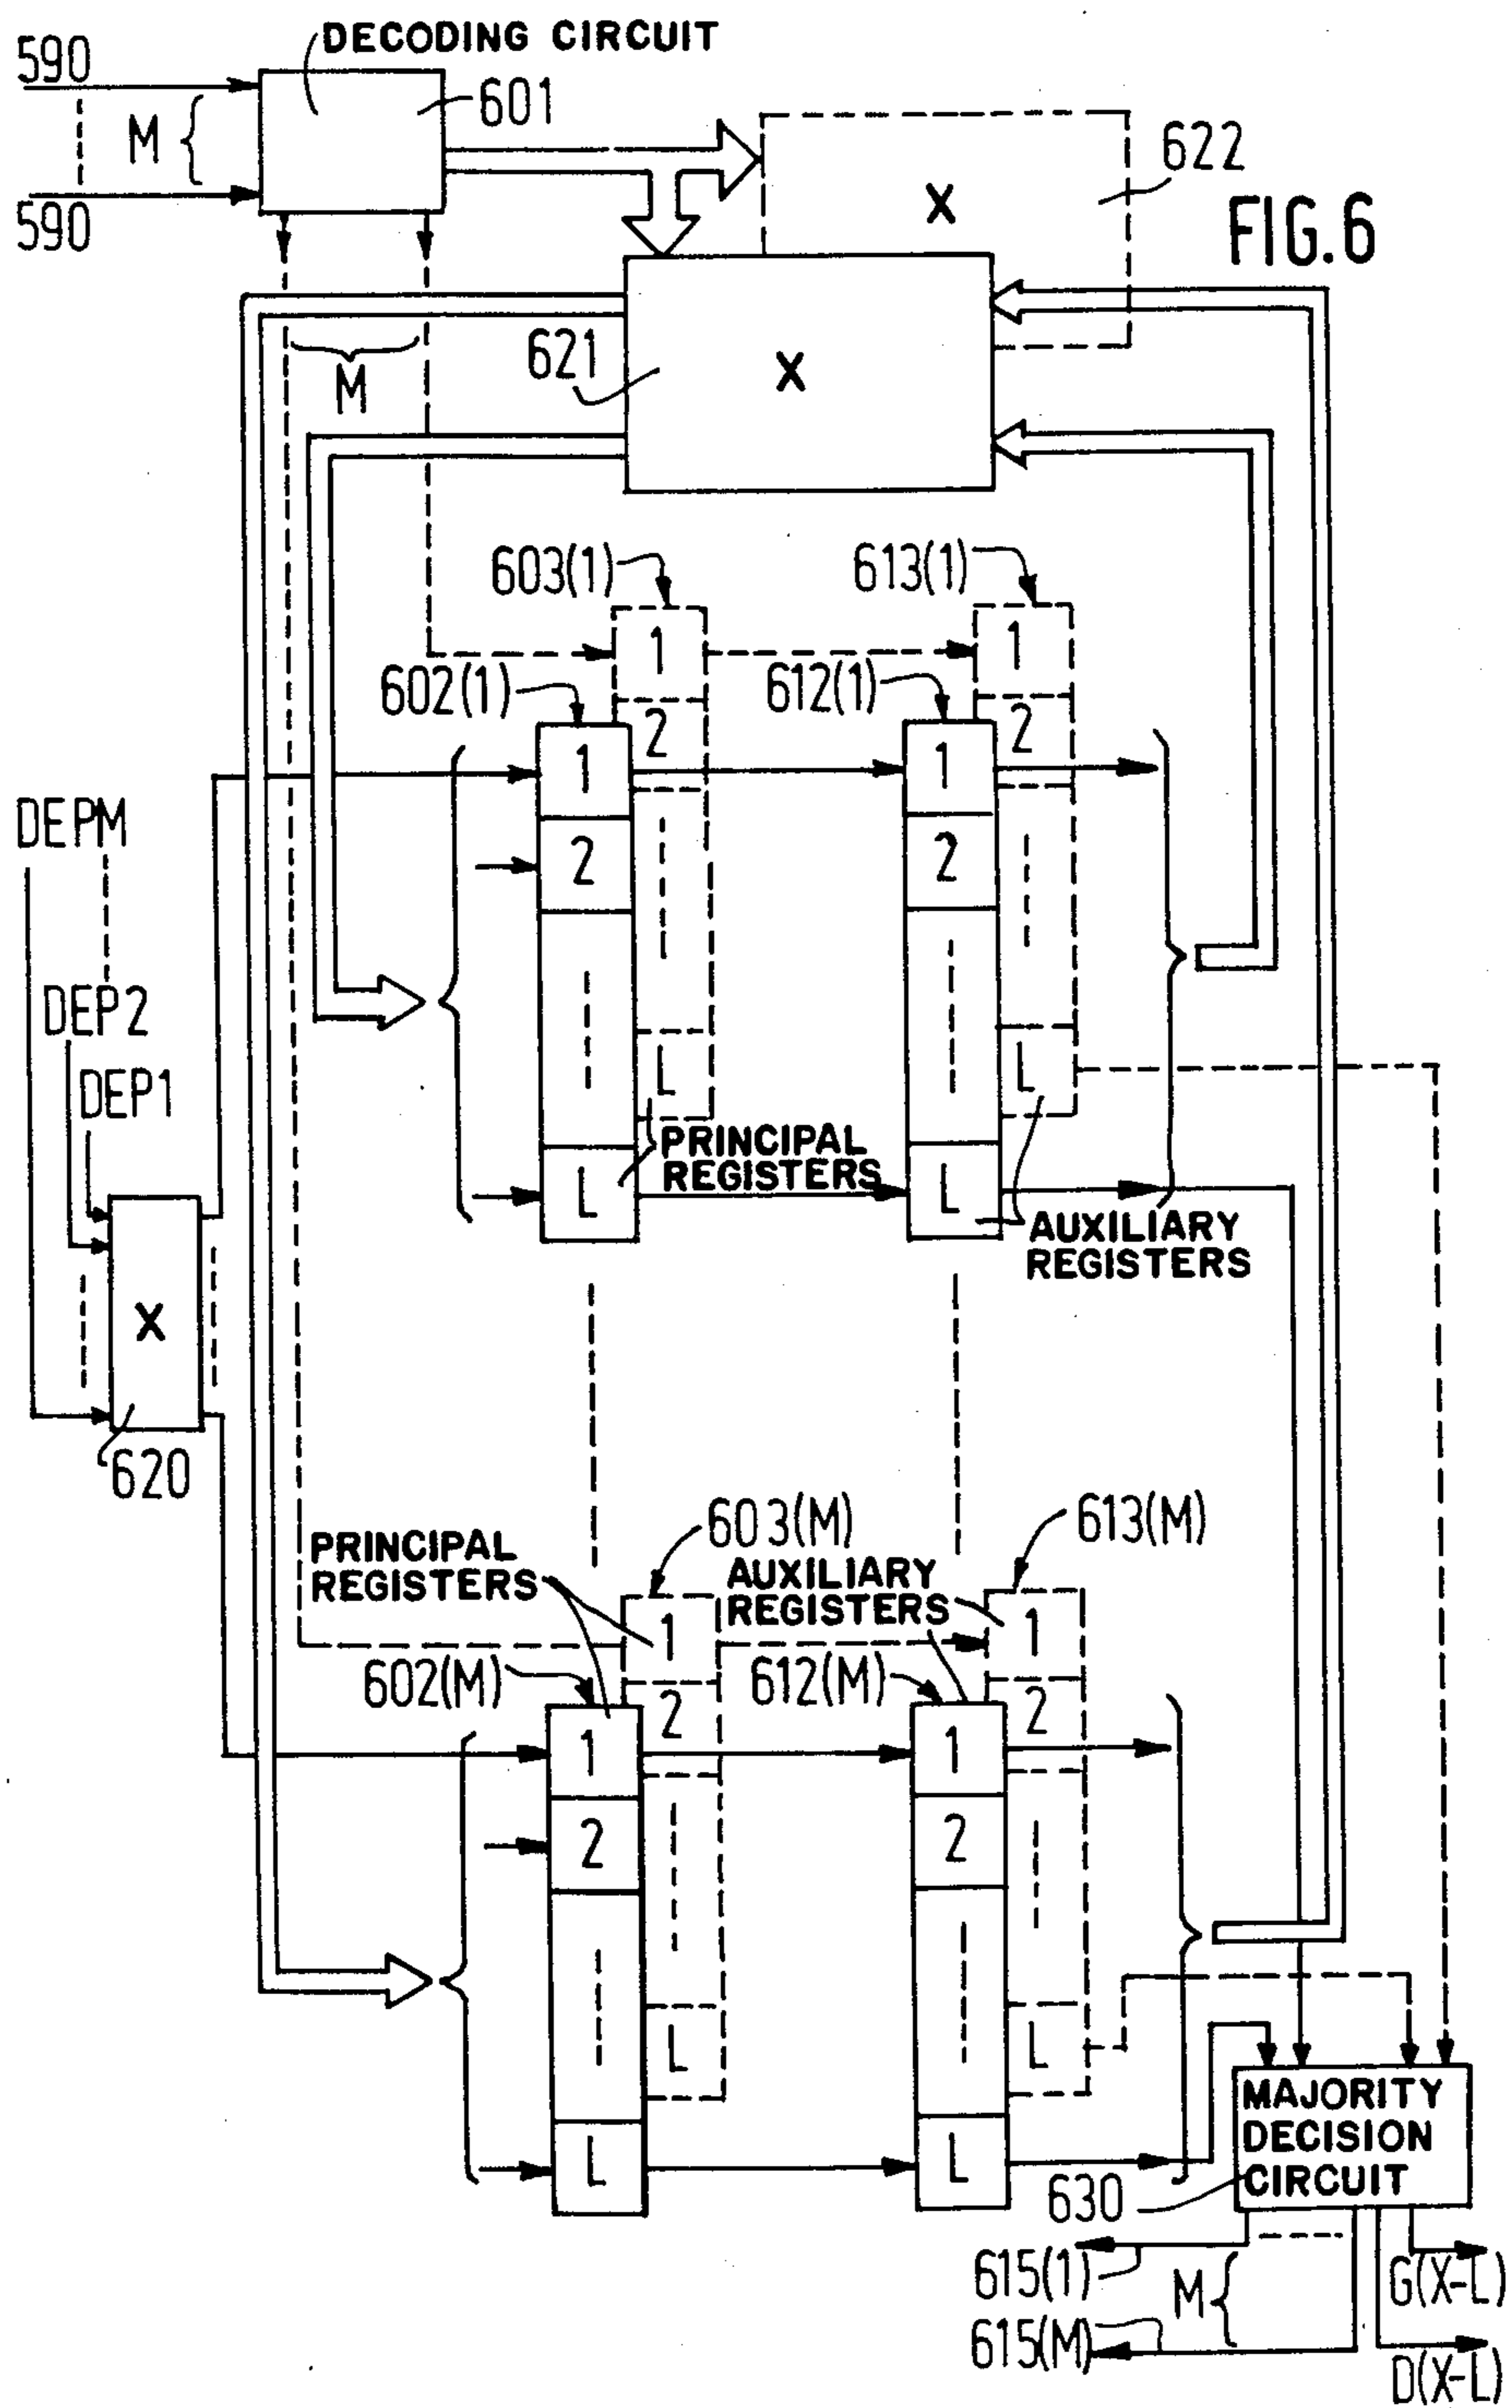 DECODING CIRCUIT
590
M
601
590
X
622
FIG.6
M
621
X
603(1)
613(1)
1
1
602(1)
612(1)
2
2
1
1
DEPM
2
2
DEP2
DEP1
L
L
PRINCIPAL
REGISTERS
L
L
AUXILIARY
REGISTERS
X
620
603(M)
613(M)
PRINCIPAL
REGISTERS
AUXILIARY
REGISTERS
1
1
602(M)
612(M)
2
2
1
1
2
2
L
L
MAJORITY
DECISION
CIRCUIT
L
L
630
615(1)
M
G(X-L)
615(M)
D(X-L)